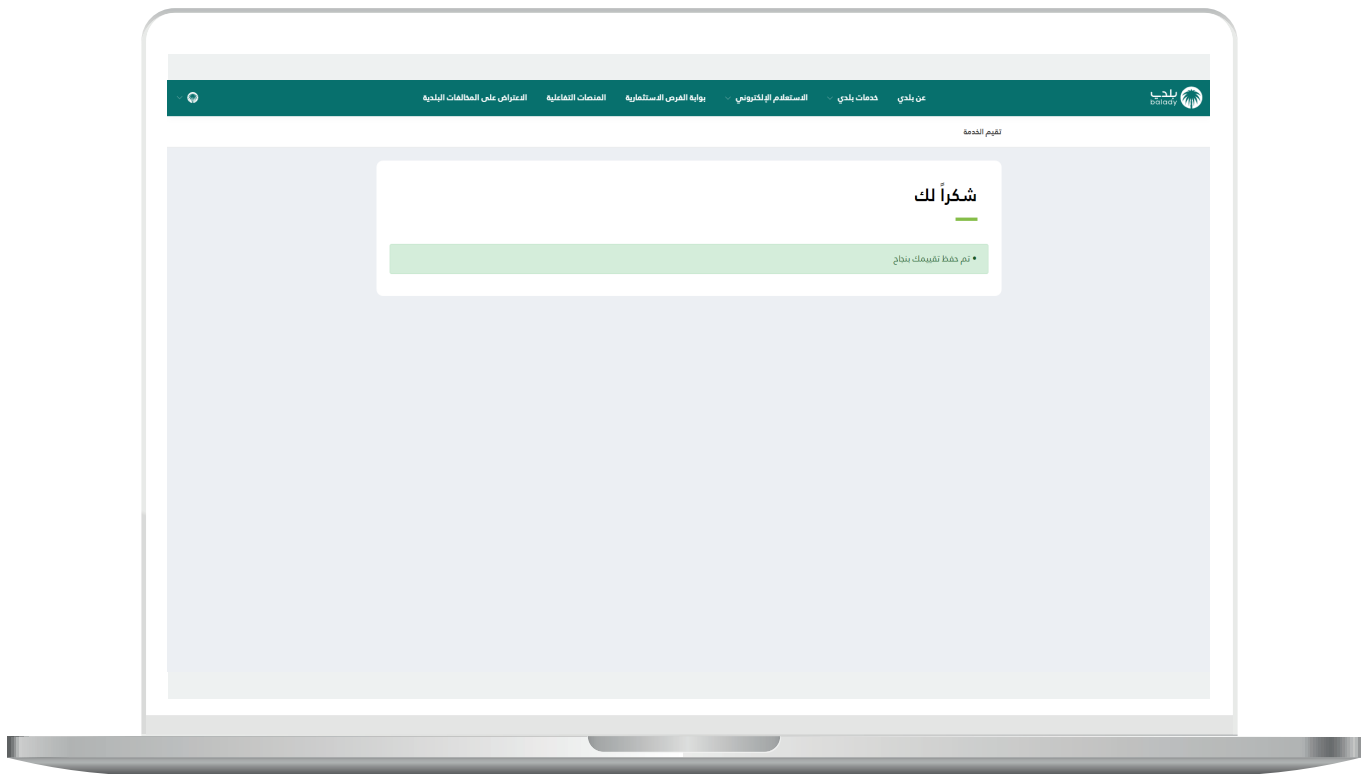 بلدي
balady
عن بلدي خدمات بلدي الاستعلام الإلكتروني بوابة الفرص الاستثمارية المنصات التفاعلية الاعتراض على المخالفات البلدية
تقيم الخدمة
شكراً لك
• تم حفظ تقييمك بنجاح